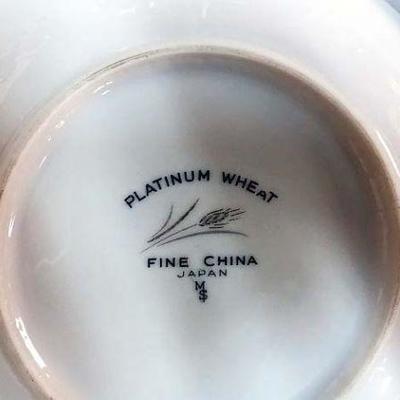 PLATINUM WHEAT
FINE CHINA
JAPAN
M
S